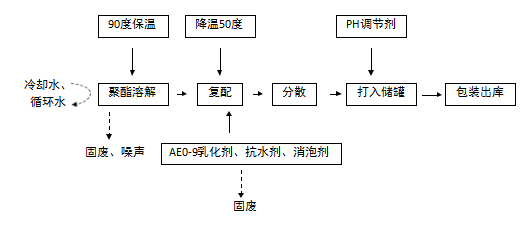 90度保温
降温50度
PH调节剂
冷却水、
循环水
聚酯溶解
复配
分散
打入储罐
包装出库
固废、噪声
AE0-9乳化剂、抗水剂、消泡剂
固废